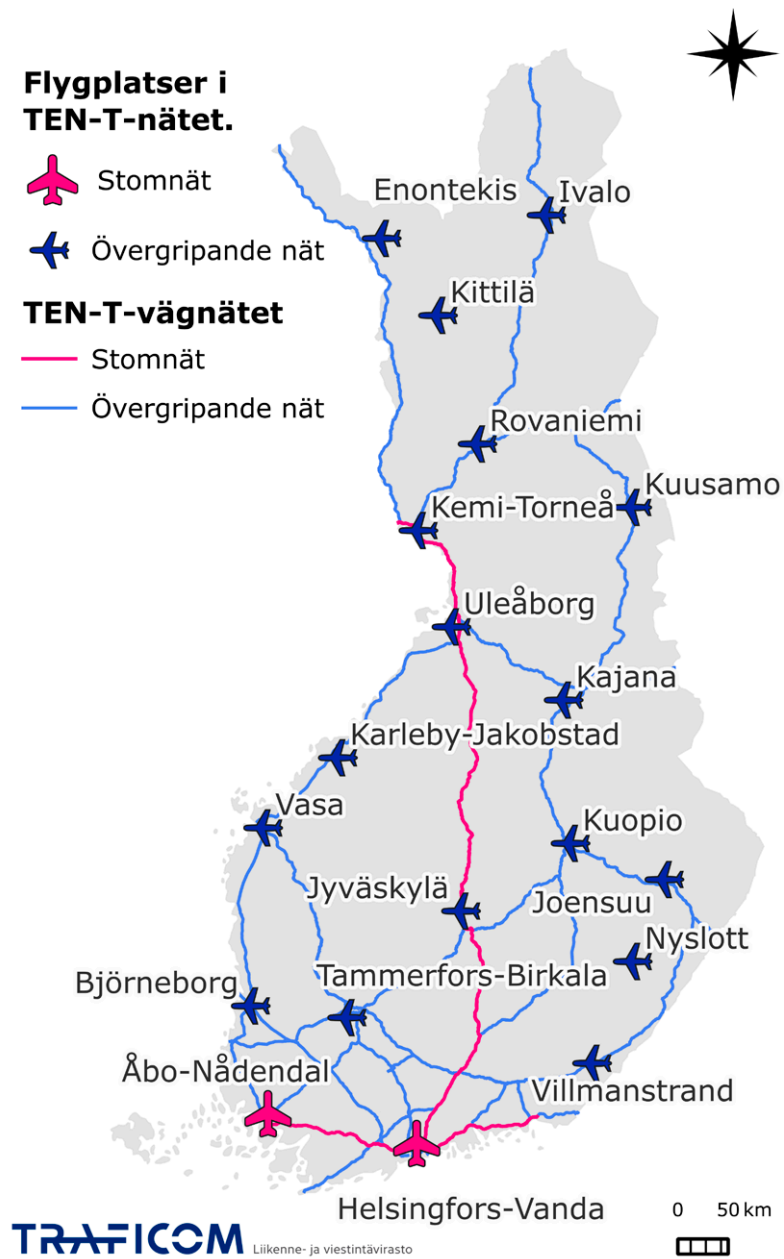 Flygplatser i
TEN-T-nätet.
Stomnät
Övergripande nät
TEN-T-vägnätet
Stomnät
Övergripande nät
Enontekis
Ivalo
Kittilä
Rovaniemi
Kuusamo
Kemi-Torneå
Uleåborg
Kajana
Karleby-Jakobstad
Vasa
Kuopio
Jyväskylä
Joensuu
Nyslott
Tammerfors-Birkala
Björneborg
Åbo-Nådendal
Villmanstrand
Helsingfors-Vanda
0 50 km
TRAFICOM Liikenne- ja viestintävirasto